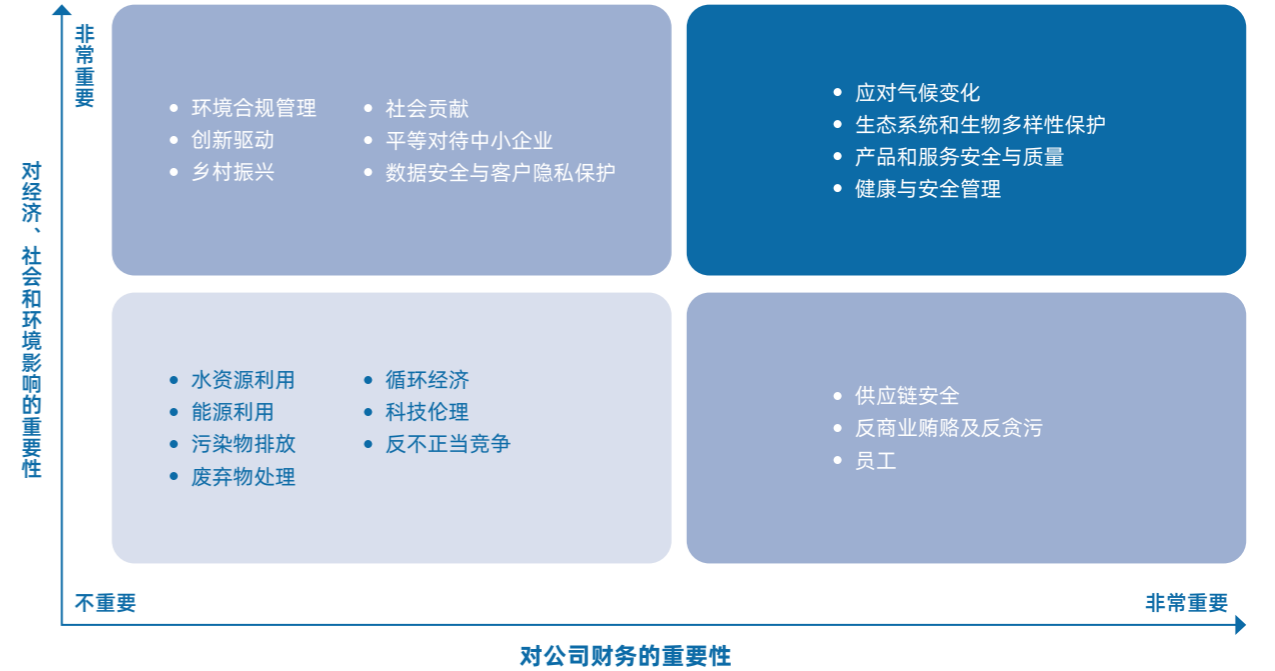 非常重要
对经济、社会和环境影响的重要性
环境合规管理
创新驱动
乡村振兴
社会贡献
平等对待中小企业
数据安全与客户隐私保护
应对气候变化
生态系统和生物多样性保护
产品和服务安全与质量
健康与安全管理
水资源利用
能源利用
污染物排放
废弃物处理
循环经济
科技伦理
反不正当竞争
供应链安全
反商业贿赂及反贪污
员工
不重要
非常重要
对公司财务的重要性